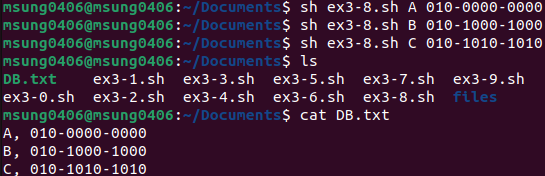 msung0406@msung0406:~/Documents$ sh ex3-8.sh A 010-0000-0000
msung0406@msung0406:~/Documents$ sh ex3-8.sh B 010-1000-1000
msung0406@msung0406:~/Documents$ sh ex3-8.sh C 010-1010-1010
msung0406@msung0406:~/Documents$ ls
DB.txt ex3-1.sh ex3-3.sh ex3-5.sh ex3-7.sh ex3-9.sh
ex3-0.sh ex3-2.sh ex3-4.sh ex3-6.sh ex3-8.sh files
msung0406@msung0406:~/Documents$ cat DB.txt
A, 010-0000-0000
B, 010-1000-1000
C, 010-1010-1010